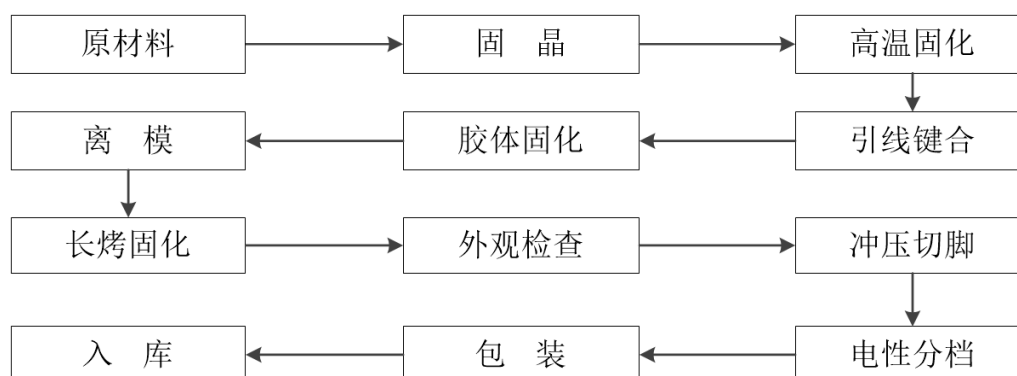 原材料
固 晶
高温固化
引线键合
胶体固化
离 模
长烤固化
外观检查
冲压切脚
电性分档
包 装
入 库